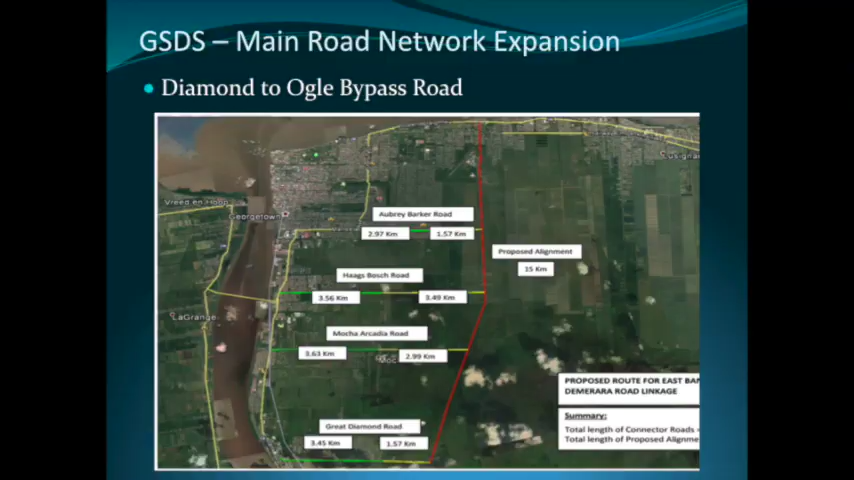 GSDS – Main Road Network Expansion
Diamond to Ogle Bypass Road
Vreed en Hoop
Georgetown
Lusignan
Aubrey Barker Road
2.97 Km
1.57 Km
Proposed Alignment
15 Km
Haags Bosch Road
3.56 Km
3.49 Km
LaGrange
Mocha Arcadia Road
3.63 Km
2.99 Km
PROPOSED ROUTE FOR EAST BAN
DEMERARA ROAD LINKAGE
Summary:
Total length of Connector Roads =
Total length of Proposed Alignme
Great Diamond Road
3.45 Km
1.57 Km